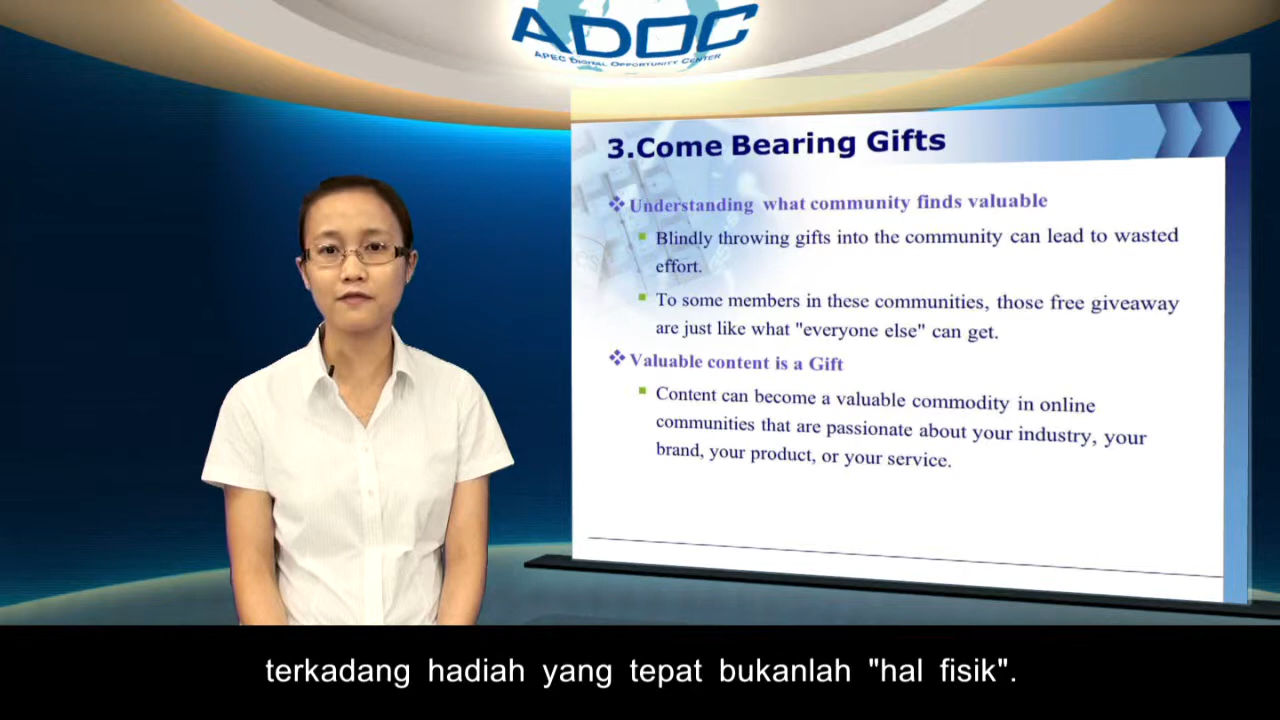 ADOC
APEC DIGITAL OPPORTUNITY CENTER
3.Come Bearing Gifts
Understanding what community finds valuable
Blindly throwing gifts into the community can lead to wasted
effort.
To some members in these communities, those free giveaway
are just like what "everyone else" can get.
Valuable content is a Gift
Content can become a valuable commodity in online
communities that are passionate about your industry, your
brand, your product, or your service.
terkadang hadiah yang tepat bukanlah "hal fisik".